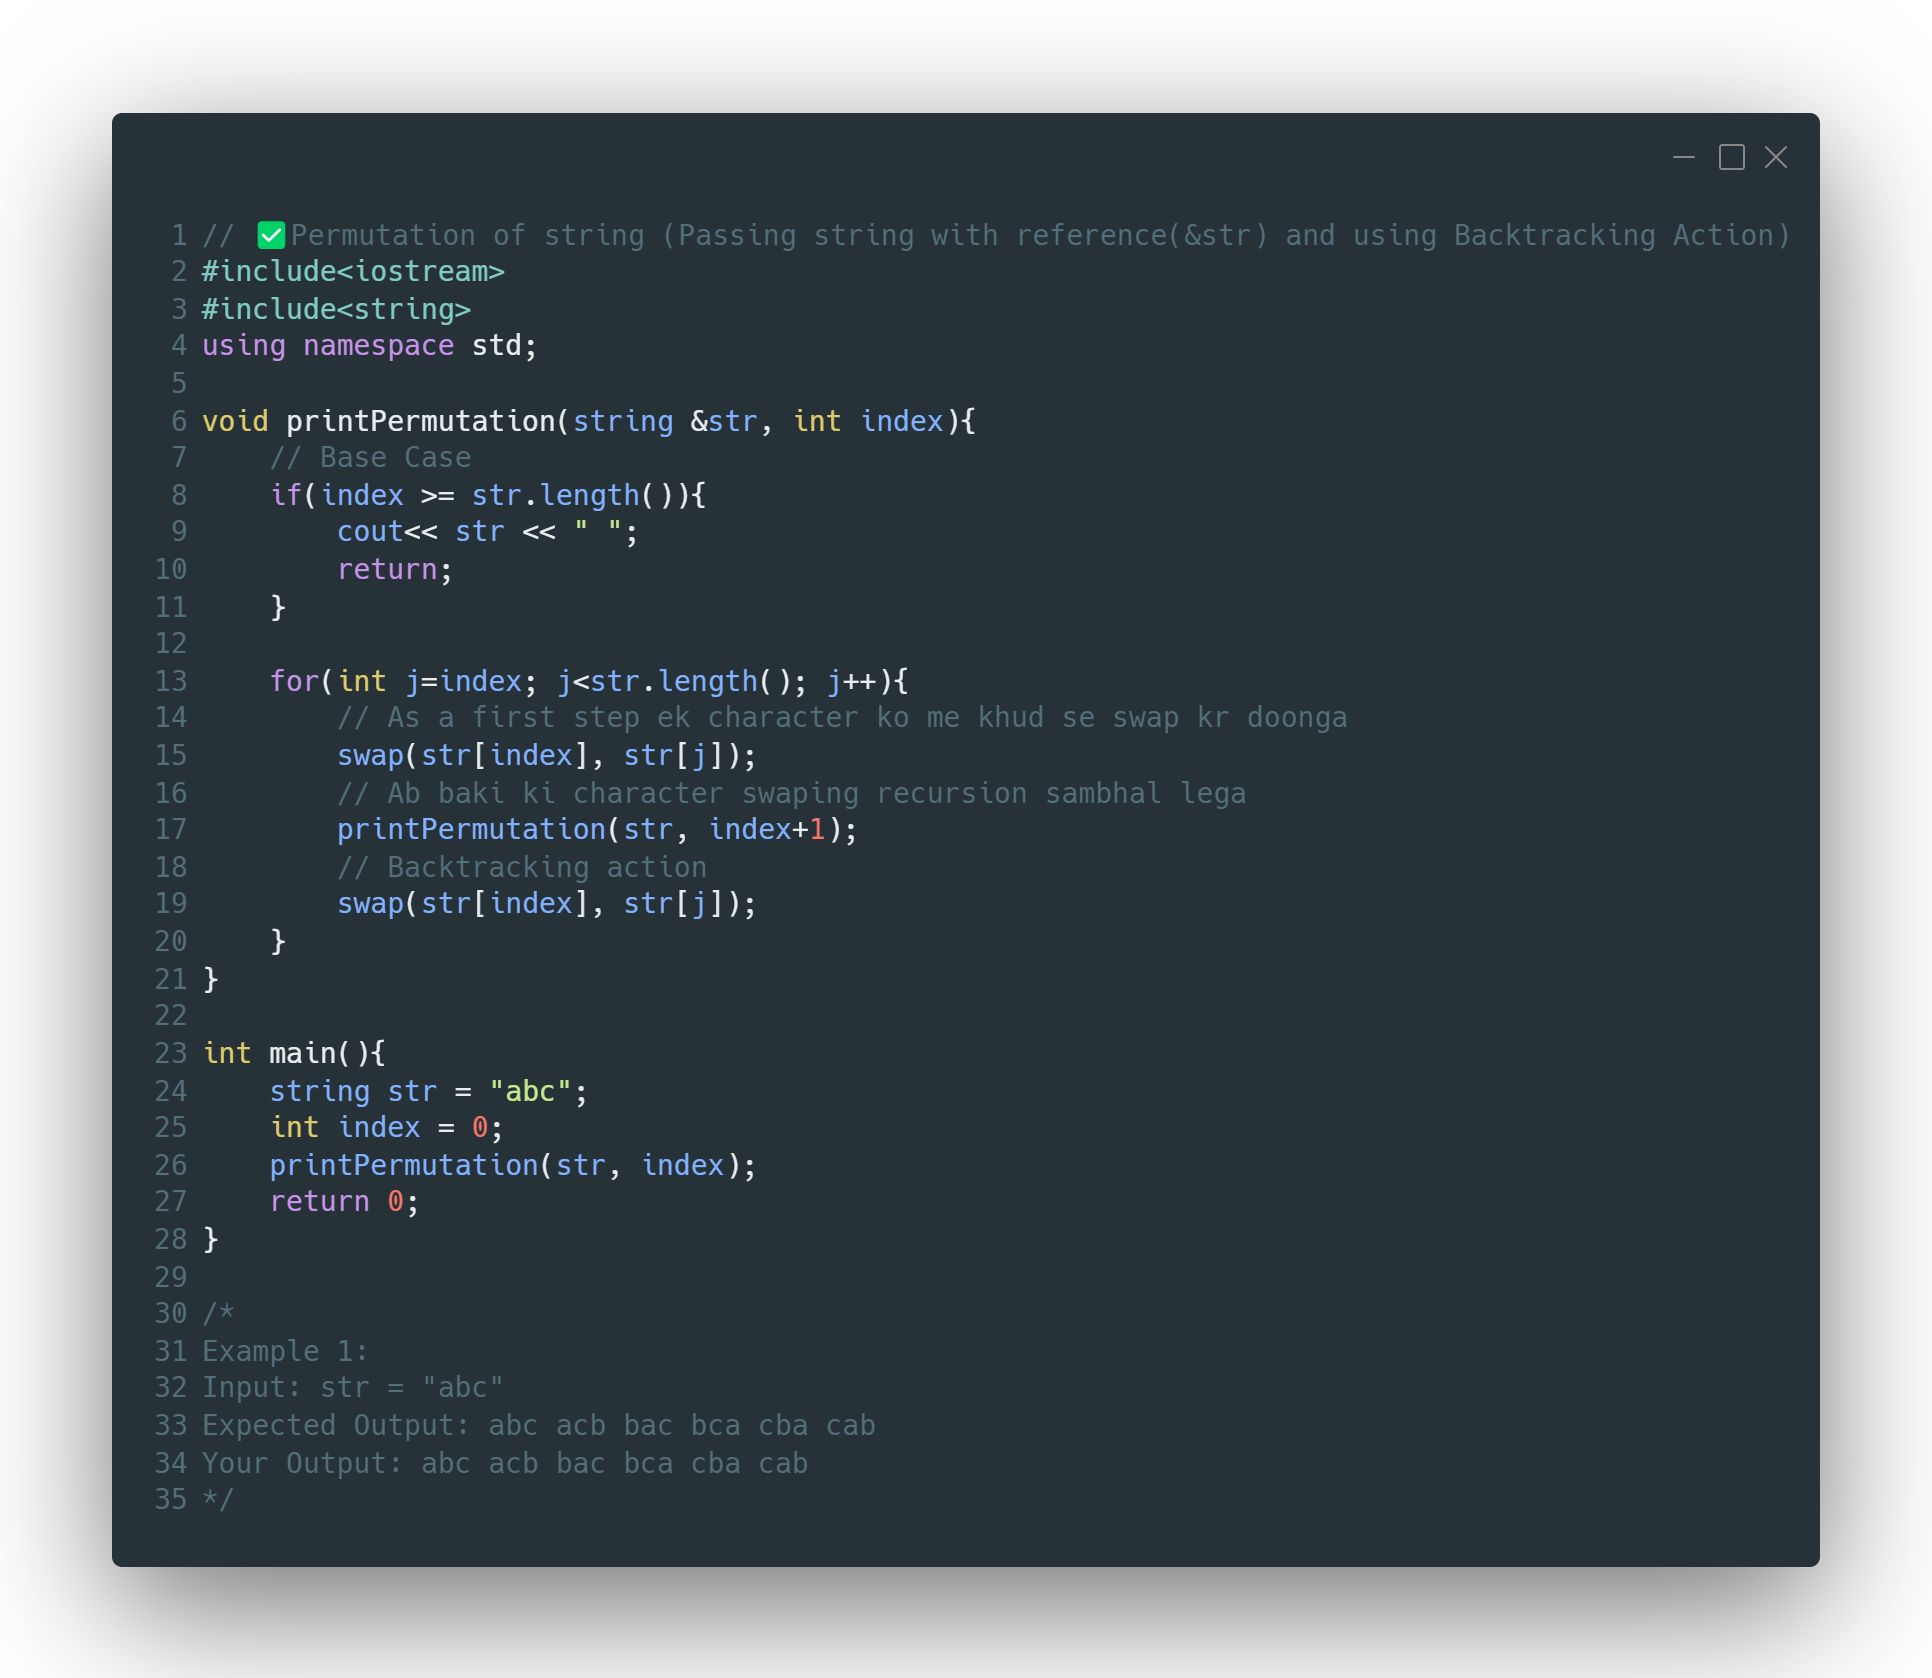 1 // ✅Permutation of string (Passing string with reference(&str) and using Backtracking Action)
2 #include<iostream>
3 #include<string>
4 using namespace std;
5
6 void printPermutation(string &str, int index){
7     // Base Case
8     if(index >= str.length()){
9         cout<< str << " ";
10         return;
11     }
12
13     for(int j=index; j<str.length(); j++){
14         // As a first step ek character ko me khud se swap kr doonga
15         swap(str[index], str[j]);
16         // Ab baki ki character swaping recursion sambhal lega
17         printPermutation(str, index+1);
18         // Backtracking action
19         swap(str[index], str[j]);
20     }
21 }
22
23 int main(){
24     string str = "abc";
25     int index = 0;
26     printPermutation(str, index);
27     return 0;
28 }
29
30 /*
31 Example 1:
32 Input: str = "abc"
33 Expected Output: abc acb bac bca cba cab
34 Your Output: abc acb bac bca cba cab
35 */